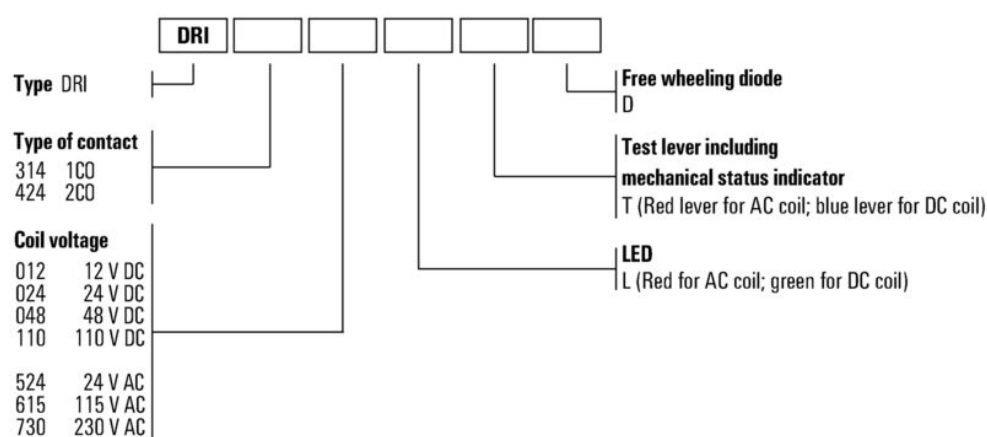 DRI
Type DRI
Type of contact
314 1CO
424 2CO
Coil voltage
012 12 V DC
024 24 V DC
048 48 V DC
110 110 V DC
524 24 V AC
615 115 V AC
730 230 V AC
Free wheeling diode
D
Test lever including
mechanical status indicator
T (Red lever for AC coil; blue lever for DC coil)
LED
L (Red for AC coil; green for DC coil)